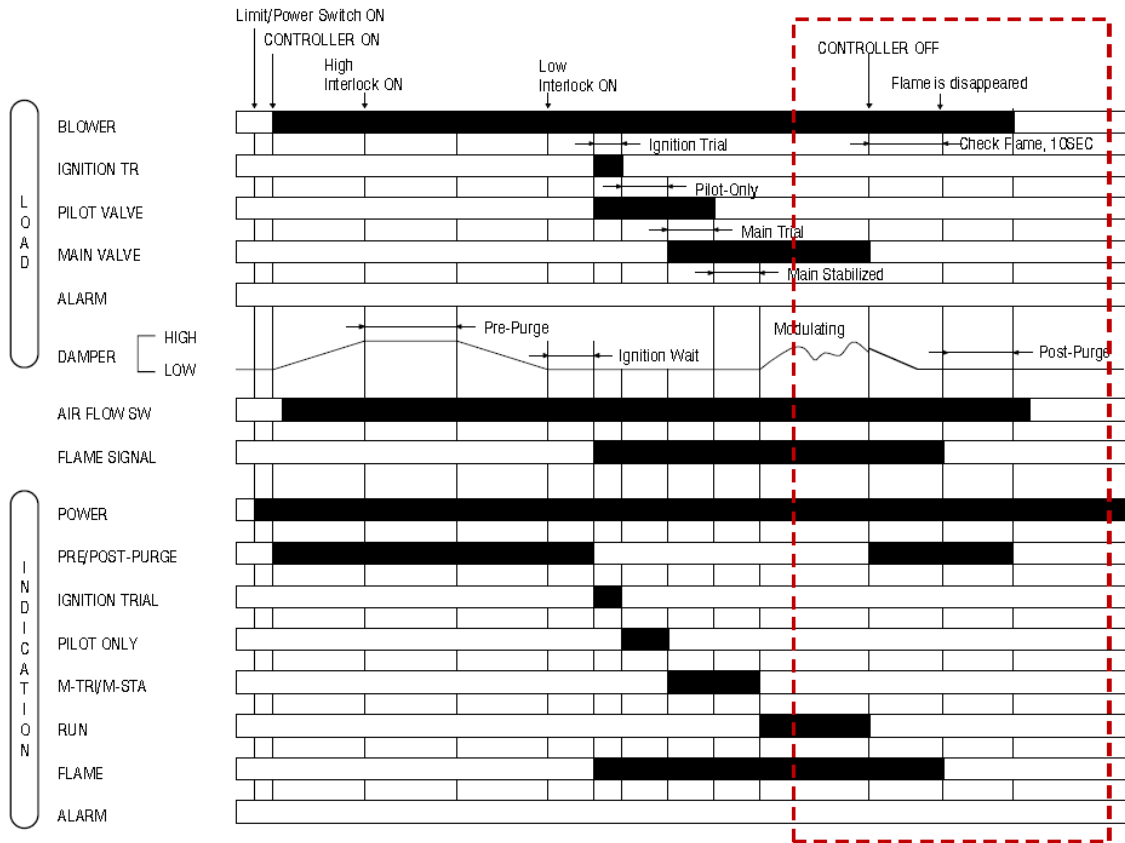 Limit/Power Switch ON
CONTROLLER ON
High
Interlock ON
Low
Interlock ON
CONTROLLER OFF
Flame is disappeared
LOAD
BLOWER
Ignition Trial
Check Flame, 10SEC
IGNITION TR
Pilot-Only
PILOT VALVE
Main Trial
MAIN VALVE
Main Stabilized
ALARM
Pre-Purge
Modulating
DAMPER
HIGH
LOW
Ignition Wait
Post-Purge
AIR FLOW SW
FLAME SIGNAL
INDICATION
POWER
PRE/POST-PURGE
IGNITION TRIAL
PILOT ONLY
M-TRI/M-STA
RUN
FLAME
ALARM